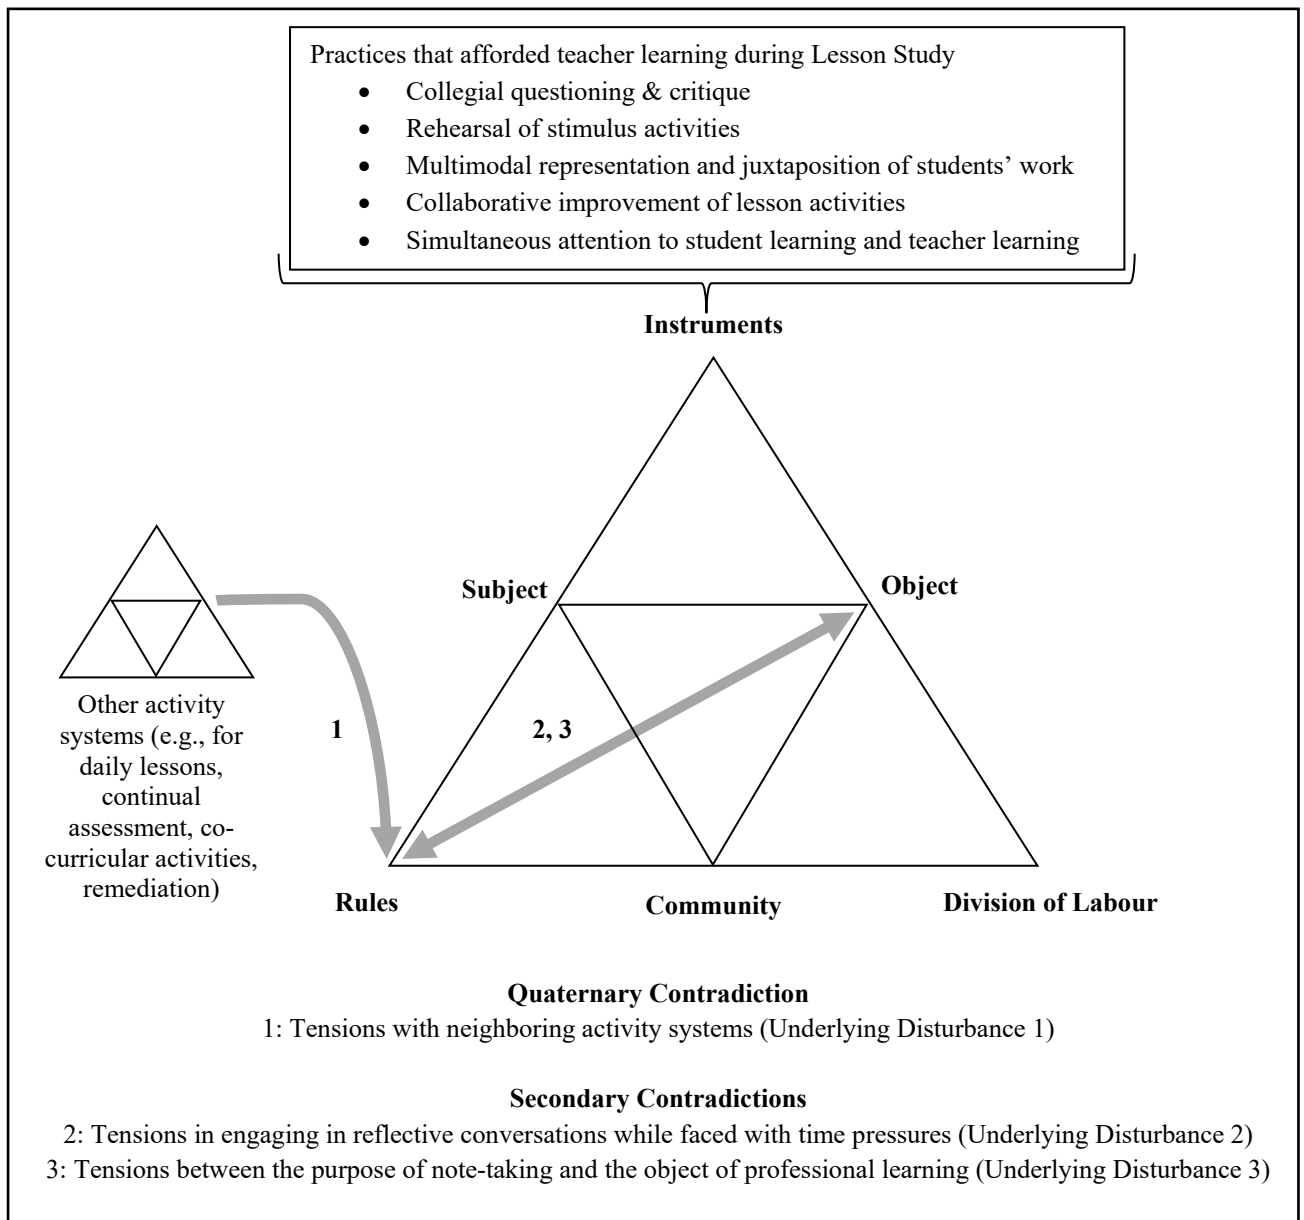 Practices that afforded teacher learning during Lesson Study
• Collegial questioning & critique
• Rehearsal of stimulus activities
• Multimodal representation and juxtaposition of students’ work
• Collaborative improvement of lesson activities
• Simultaneous attention to student learning and teacher learning
Instruments
Subject
Object
Other activity
systems (e.g., for
daily lessons,
continual
assessment, co-
curricular activities,
remediation)
1
2, 3
Rules
Community
Division of Labour
Quaternary Contradiction
1: Tensions with neighboring activity systems (Underlying Disturbance 1)
Secondary Contradictions
2: Tensions in engaging in reflective conversations while faced with time pressures (Underlying Disturbance 2)
3: Tensions between the purpose of note-taking and the object of professional learning (Underlying Disturbance 3)